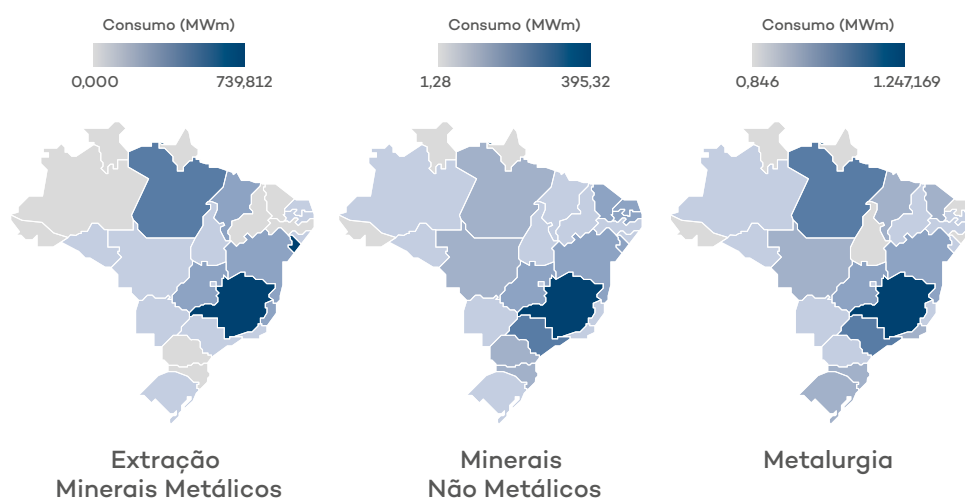 Consumo (MWm)
0,000 739,812
Extração
Minerais Metálicos
Consumo (MWm)
1,28 395,32
Minerais
Não Metálicos
Consumo (MWm)
0,846 1.247,169
Metalurgia